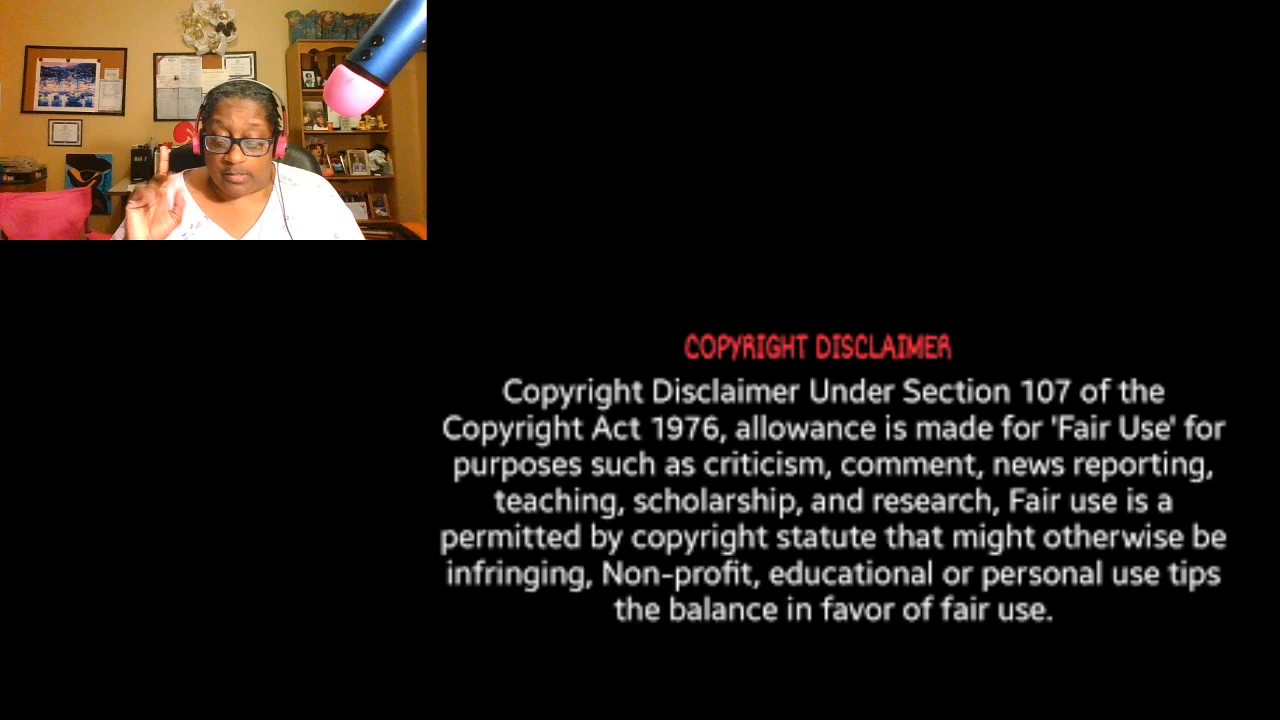 COPYRIGHT DISCLAIMER
Copyright Disclaimer Under Section 107 of the
Copyright Act 1976, allowance is made for 'Fair Use' for
purposes such as criticism, comment, news reporting,
teaching, scholarship, and research, Fair use is a
permitted by copyright statute that might otherwise be
infringing, Non-profit, educational or personal use tips
the balance in favor of fair use.